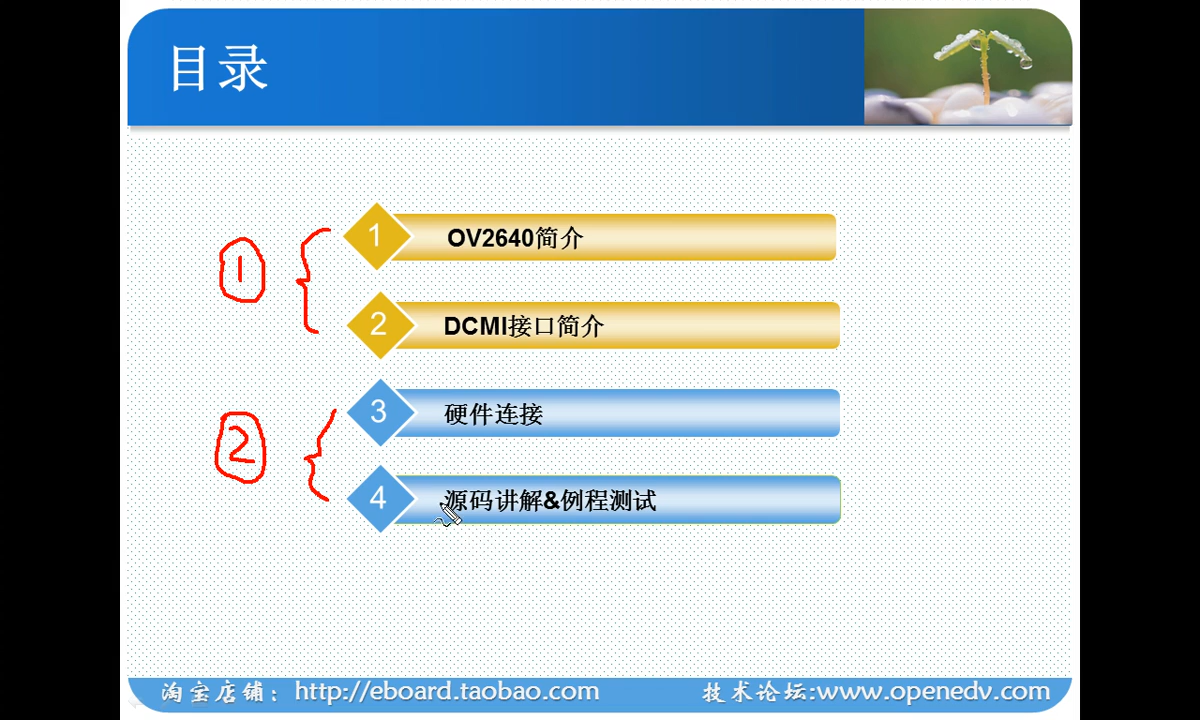 目录
① 1 OV2640简介
2 DCMI接口简介
② 3 硬件连接
4 源码讲解&例程测试
淘宝店铺：http://eboard.taobao.com 技术论坛:www.openedv.com